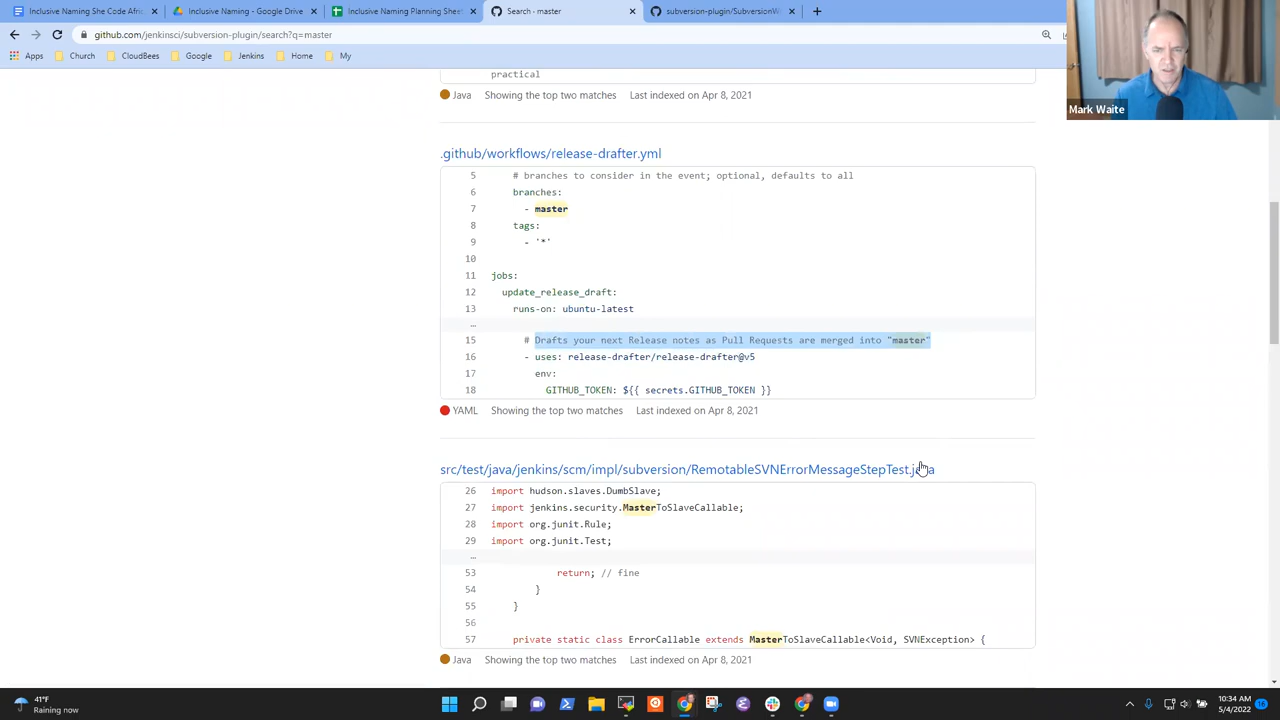 Inclusive Naming She Code Afric
Inclusive Naming - Google Drive
Inclusive Naming Planning Sheet
Search · master
subversion-plugin/SubversionW
github.com/jenkinsci/subversion-plugin/search?q=master
Apps Church CloudBees Google Jenkins Home My
Mark Waite
practical
Java Showing the top two matches Last indexed on Apr 8, 2021
.github/workflows/release-drafter.yml
5 # branches to consider in the event; optional, defaults to all
6 branches:
7 - master
8 tags:
9 - '*'
10
11 jobs:
12 update_release_draft:
13 runs-on: ubuntu-latest
…
15 # Drafts your next Release notes as Pull Requests are merged into "master"
16 - uses: release-drafter/release-drafter@v5
17 env:
18 GITHUB_TOKEN: ${{ secrets.GITHUB_TOKEN }}
YAML Showing the top two matches Last indexed on Apr 8, 2021
src/test/java/jenkins/scm/impl/subversion/RemotableSVNErrorMessageStepTest.java
26 import hudson.slaves.DumbSlave;
27 import jenkins.security.MasterToSlaveCallable;
28 import org.junit.Rule;
29 import org.junit.Test;
…
53 return; // fine
54 }
55 }
56
57 private static class ErrorCallable extends MasterToSlaveCallable<Void, SVNException> {
Java Showing the top two matches Last indexed on Apr 8, 2021
41°F
Raining now
10:34 AM
5/4/2022
16